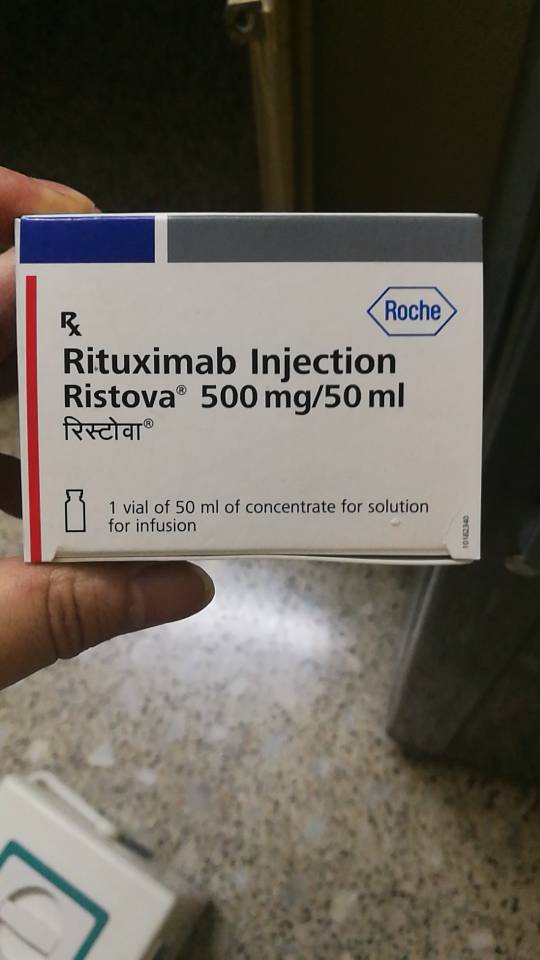 Roche
℞
Rituximab Injection
Ristova® 500 mg/50 ml
रिस्टोवा®
1 vial of 50 ml of concentrate for solution
for infusion
10182340